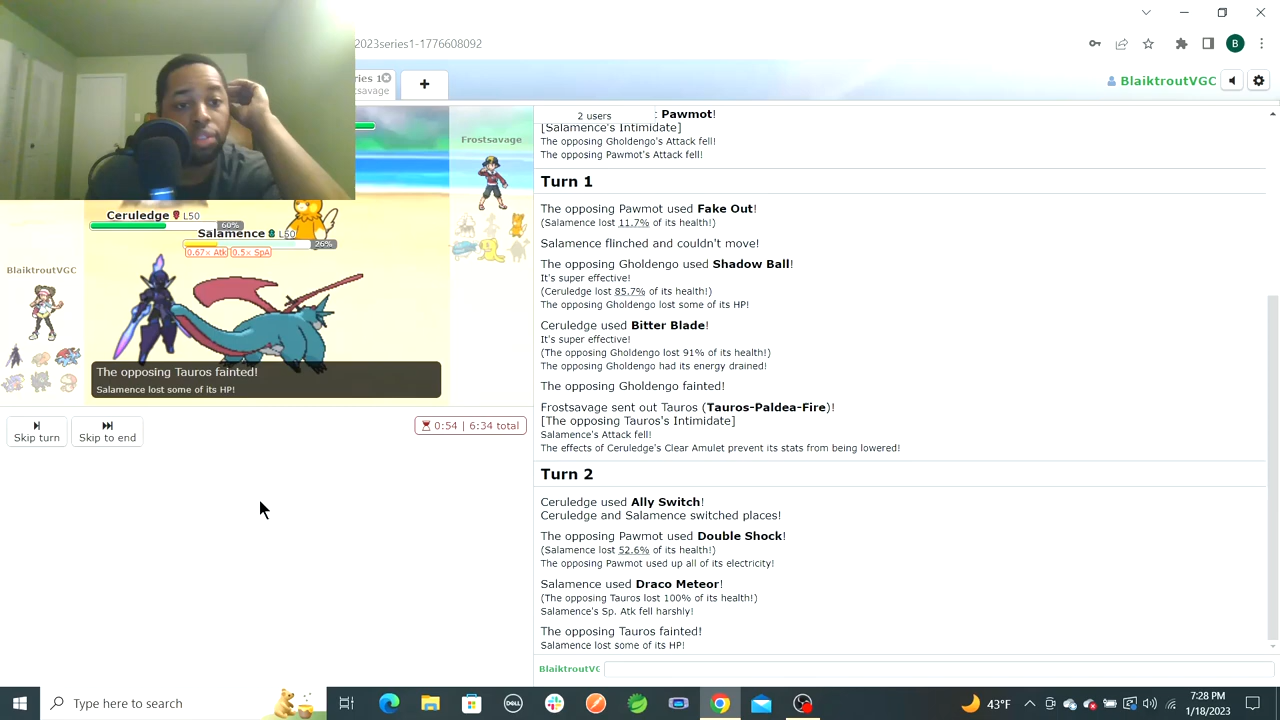 2023series1-1776608092
B
ries 1
tsavage
+
BlaiktroutVGC
2 users
: Pawmot!
[Salamence's Intimidate]
The opposing Gholdengo's Attack fell!
The opposing Pawmot's Attack fell!
Turn 1
The opposing Pawmot used Fake Out!
(Salamence lost 11.7% of its health!)
Salamence flinched and couldn't move!
The opposing Gholdengo used Shadow Ball!
It's super effective!
(Ceruledge lost 85.7% of its health!)
The opposing Gholdengo lost some of its HP!
Ceruledge used Bitter Blade!
It's super effective!
(The opposing Gholdengo lost 91% of its health!)
The opposing Gholdengo had its energy drained!
The opposing Gholdengo fainted!
Frostsavage sent out Tauros (Tauros-Paldea-Fire)!
[The opposing Tauros's Intimidate]
Salamence's Attack fell!
The effects of Ceruledge's Clear Amulet prevent its stats from being lowered!
Turn 2
Ceruledge used Ally Switch!
Ceruledge and Salamence switched places!
The opposing Pawmot used Double Shock!
(Salamence lost 52.6% of its health!)
The opposing Pawmot used up all of its electricity!
Salamence used Draco Meteor!
(The opposing Tauros lost 100% of its health!)
Salamence's Sp. Atk fell harshly!
The opposing Tauros fainted!
Salamence lost some of its HP!
BlaiktroutVC
Frostsavage
Ceruledge L50
60%
Salamence L50
26%
0.67× Atk 0.5× SpA
BlaiktroutVGC
The opposing Tauros fainted!
Salamence lost some of its HP!
Skip turn
Skip to end
0:54 | 6:34 total
Type here to search
DELL
43°F
7:28 PM
1/18/2023